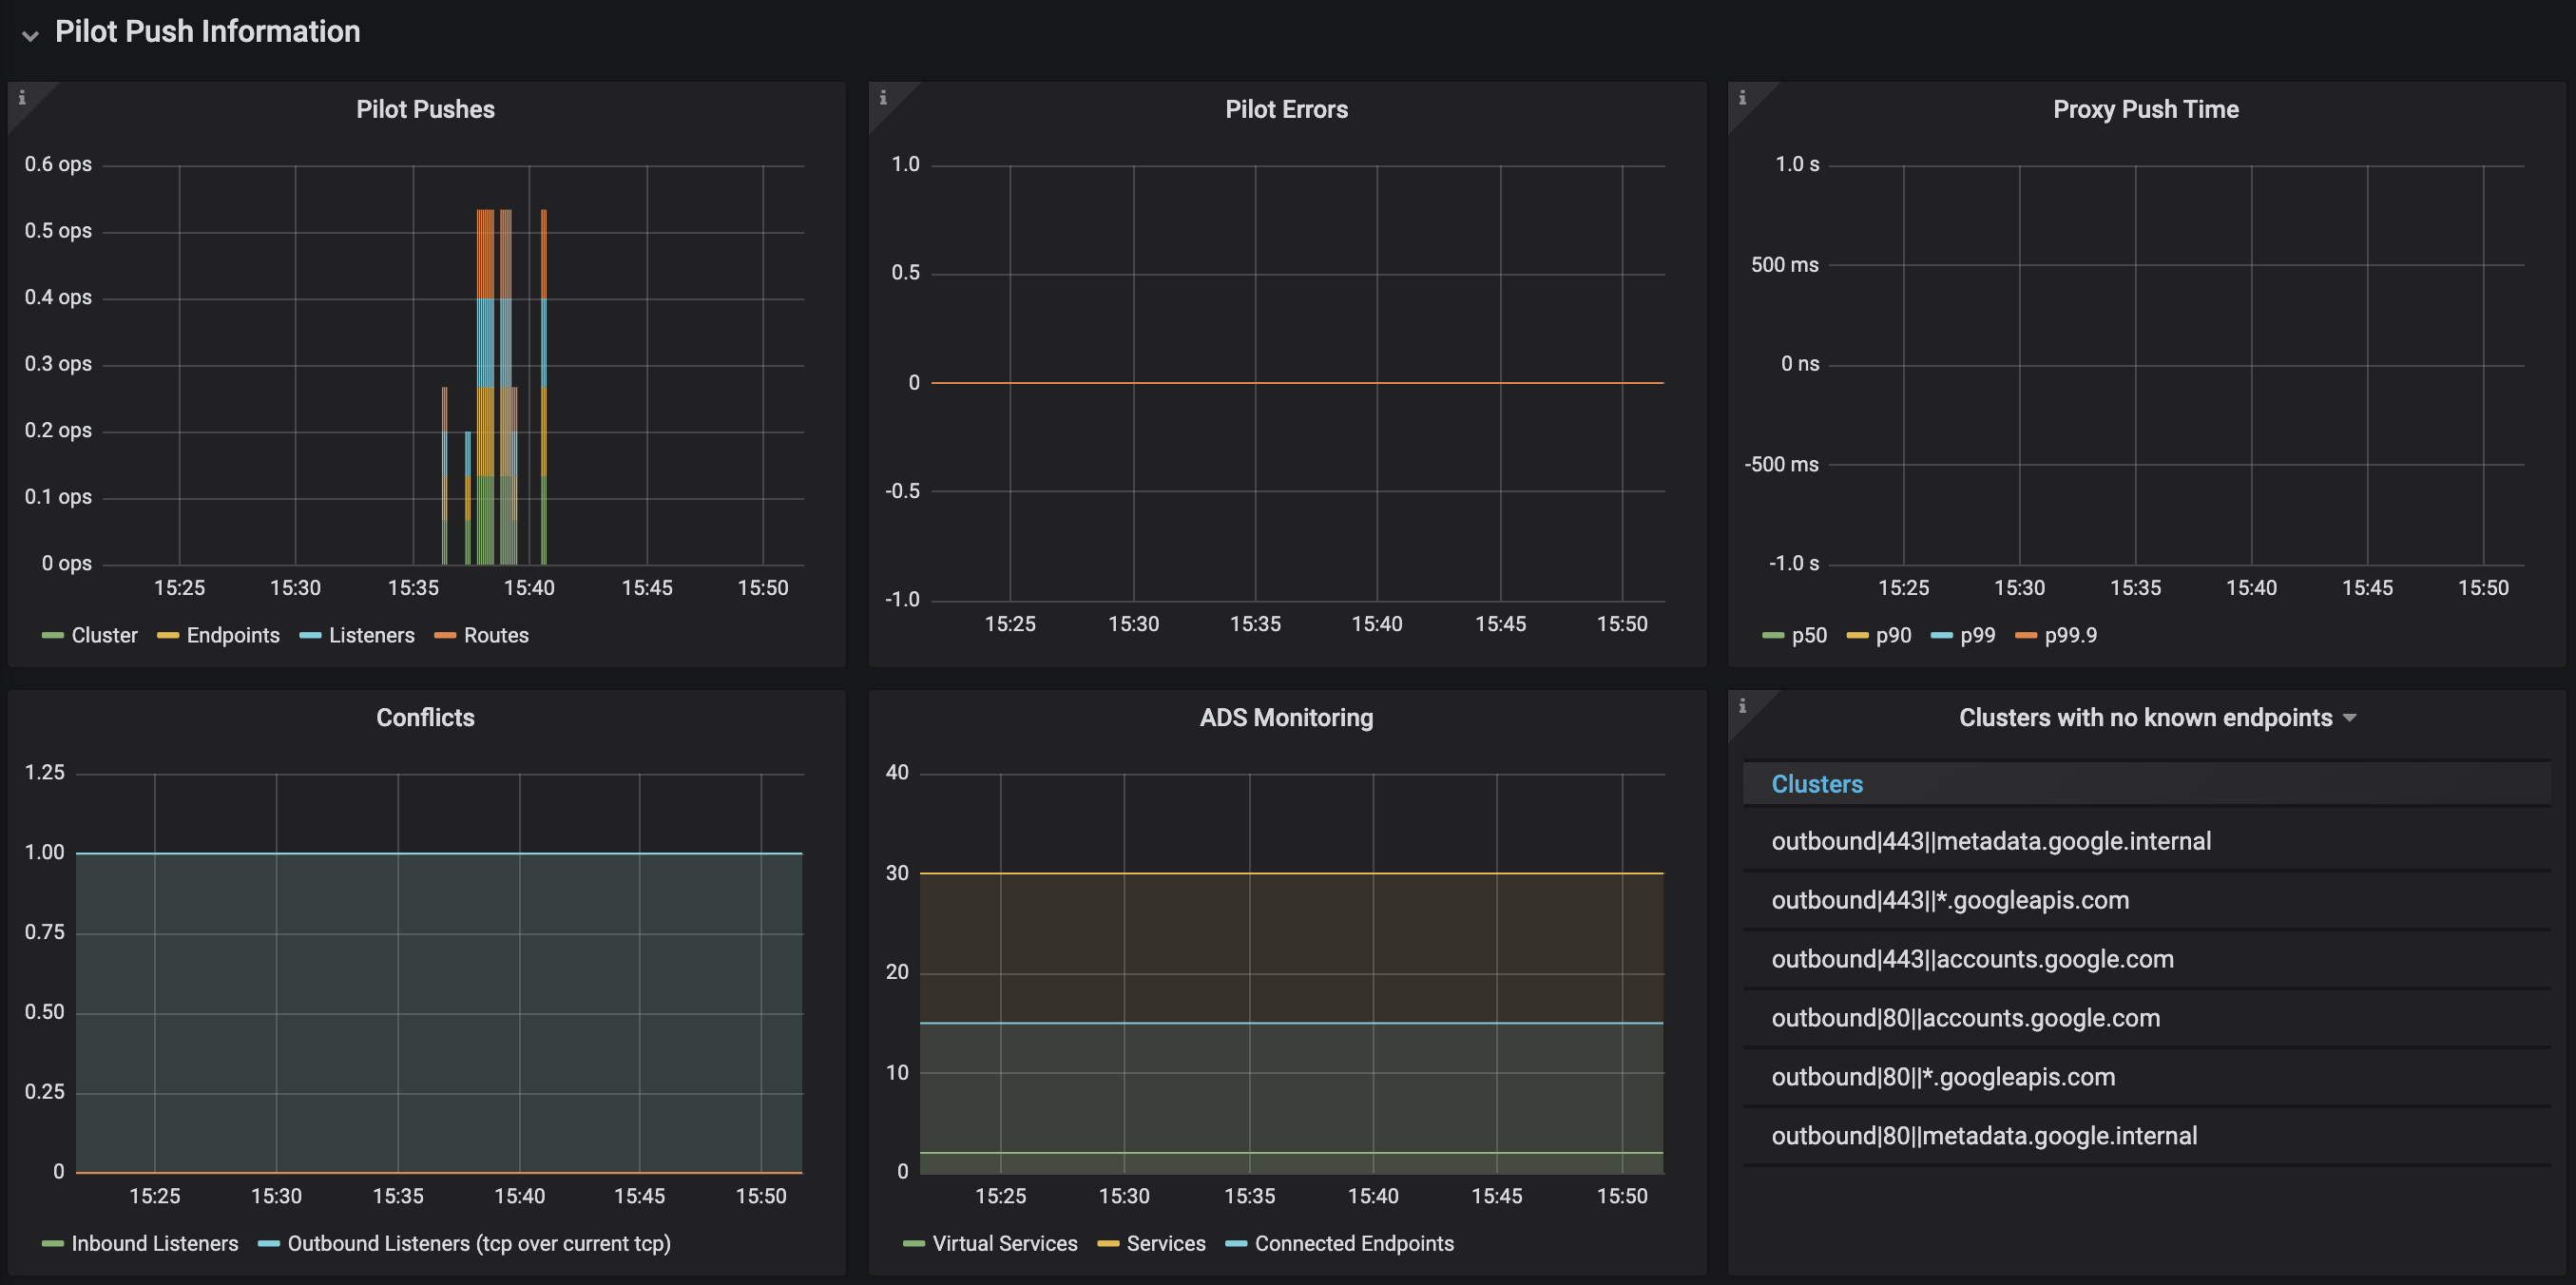 Pilot Push Information
Pilot Pushes
0.6 ops
0.5 ops
0.4 ops
0.3 ops
0.2 ops
0.1 ops
0 ops
15:25 15:30 15:35 15:40 15:45 15:50
Cluster Endpoints Listeners Routes
Pilot Errors
1.0
0.5
0
-0.5
-1.0
15:25 15:30 15:35 15:40 15:45 15:50
Proxy Push Time
1.0 s
500 ms
0 ns
-500 ms
-1.0 s
15:25 15:30 15:35 15:40 15:45 15:50
p50 p90 p99 p99.9
Conflicts
1.25
1.00
0.75
0.50
0.25
0
15:25 15:30 15:35 15:40 15:45 15:50
Inbound Listeners Outbound Listeners (tcp over current tcp)
ADS Monitoring
40
30
20
10
0
15:25 15:30 15:35 15:40 15:45 15:50
Virtual Services Services Connected Endpoints
Clusters with no known endpoints
Clusters
outbound|443||metadata.google.internal
outbound|443||*.googleapis.com
outbound|443||accounts.google.com
outbound|80||accounts.google.com
outbound|80||*.googleapis.com
outbound|80||metadata.google.internal